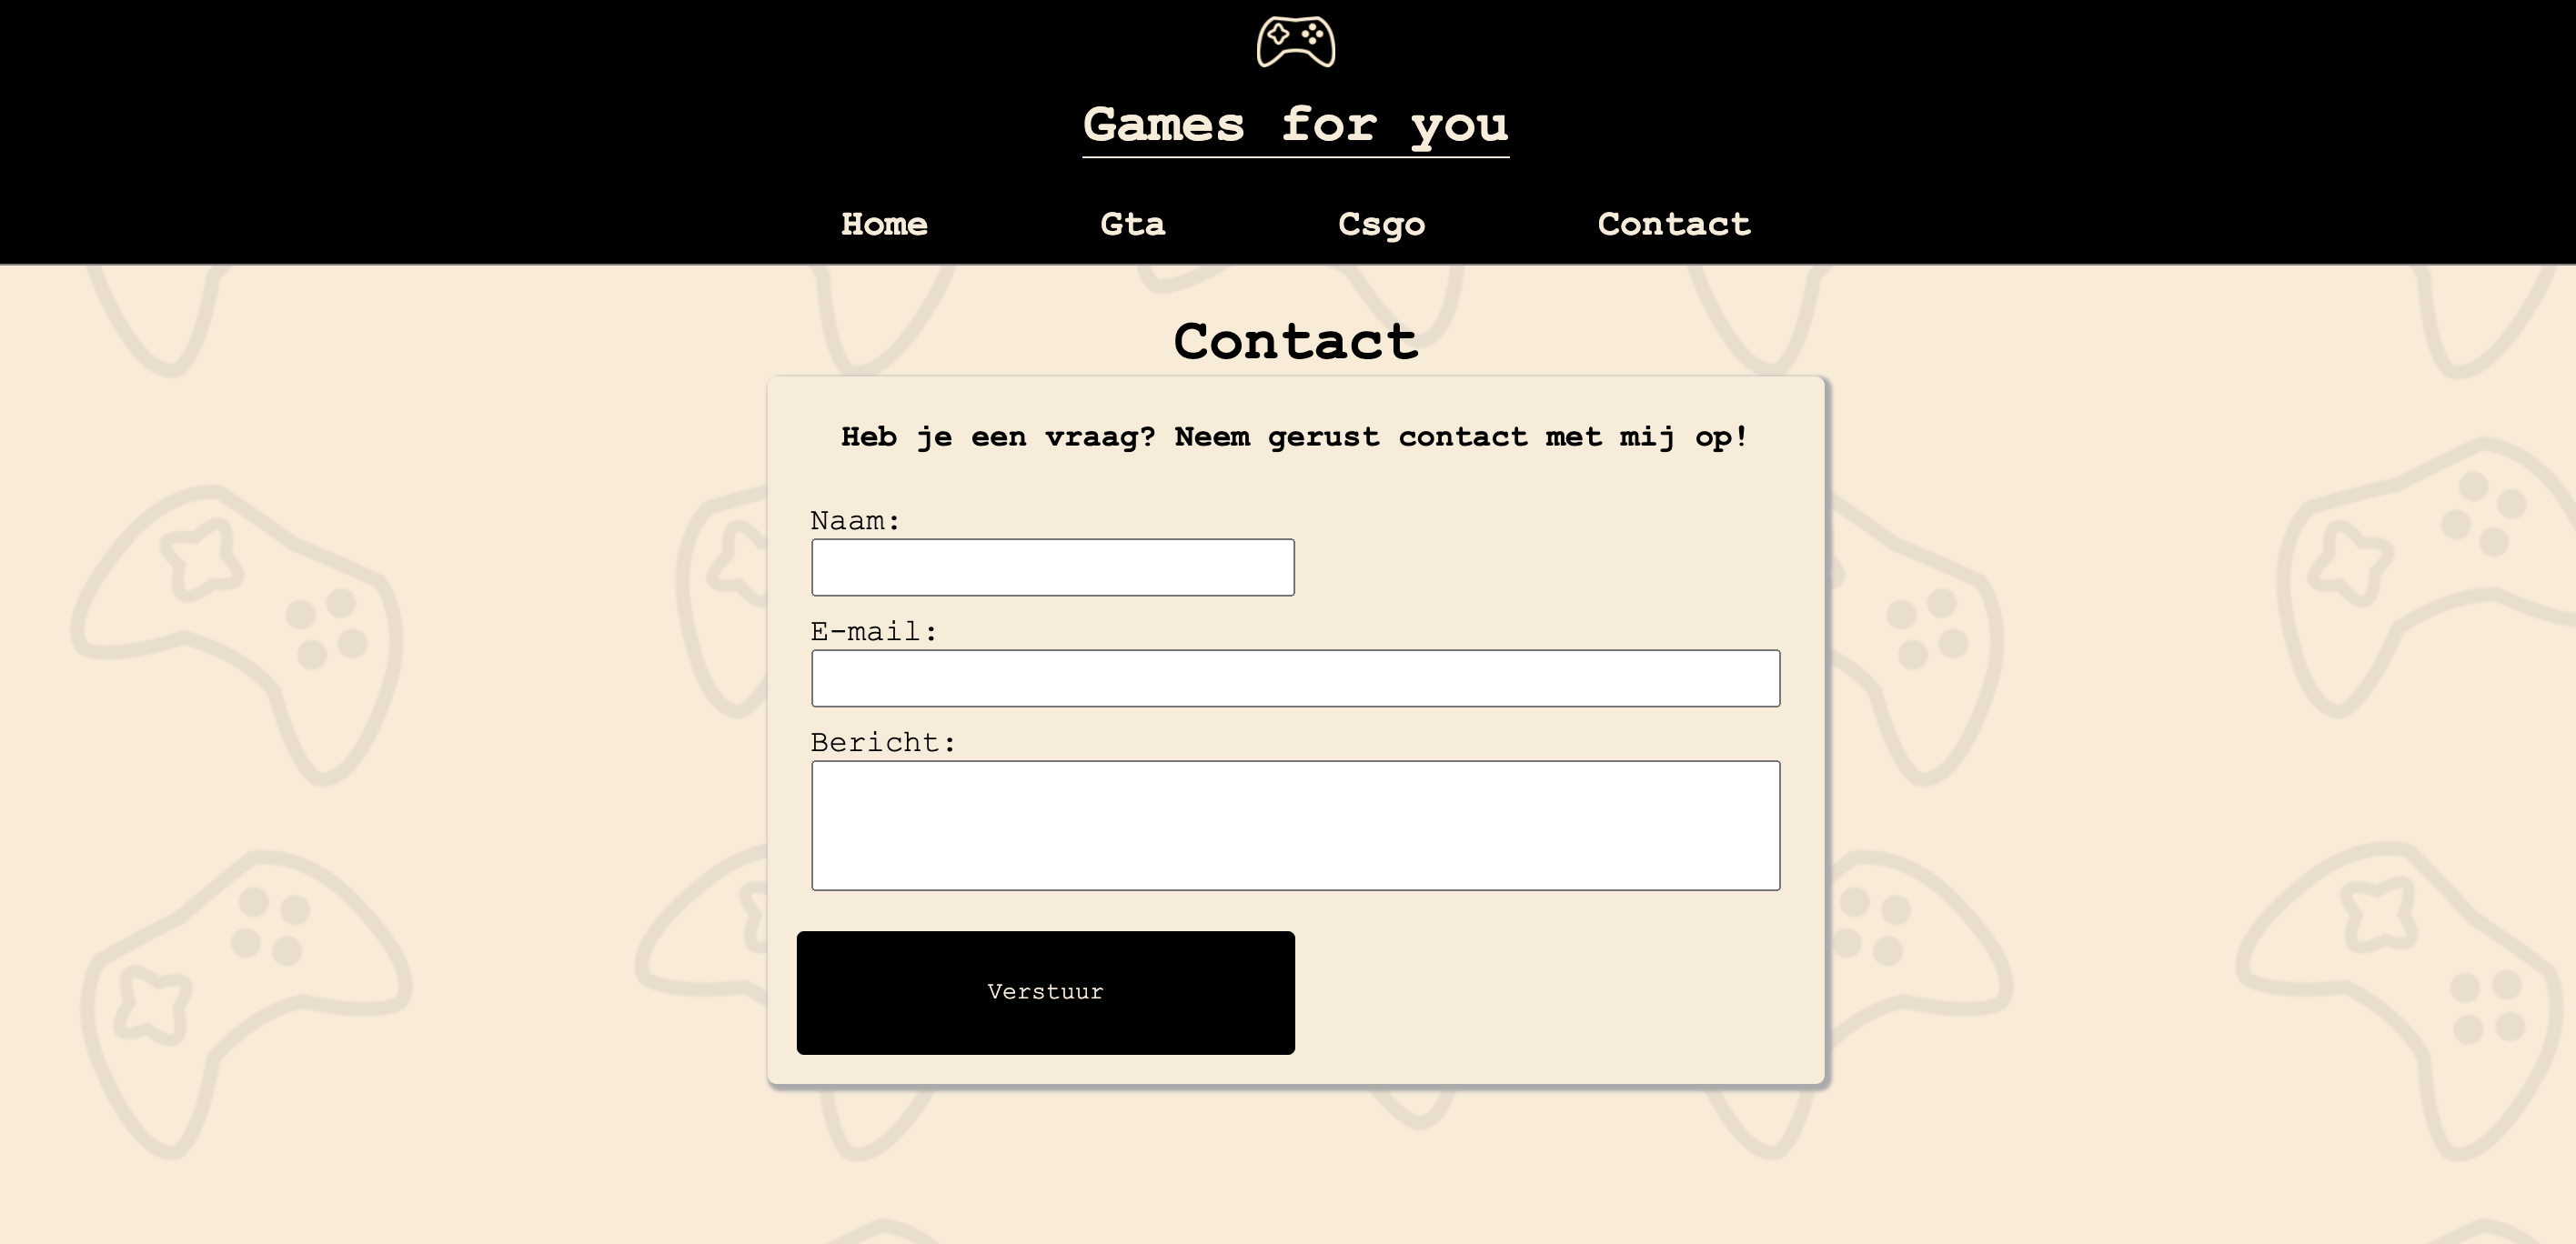 Games for you
Home Gta Csgo Contact
Contact
Heb je een vraag? Neem gerust contact met mij op!
Naam:
E-mail:
Bericht:
Verstuur